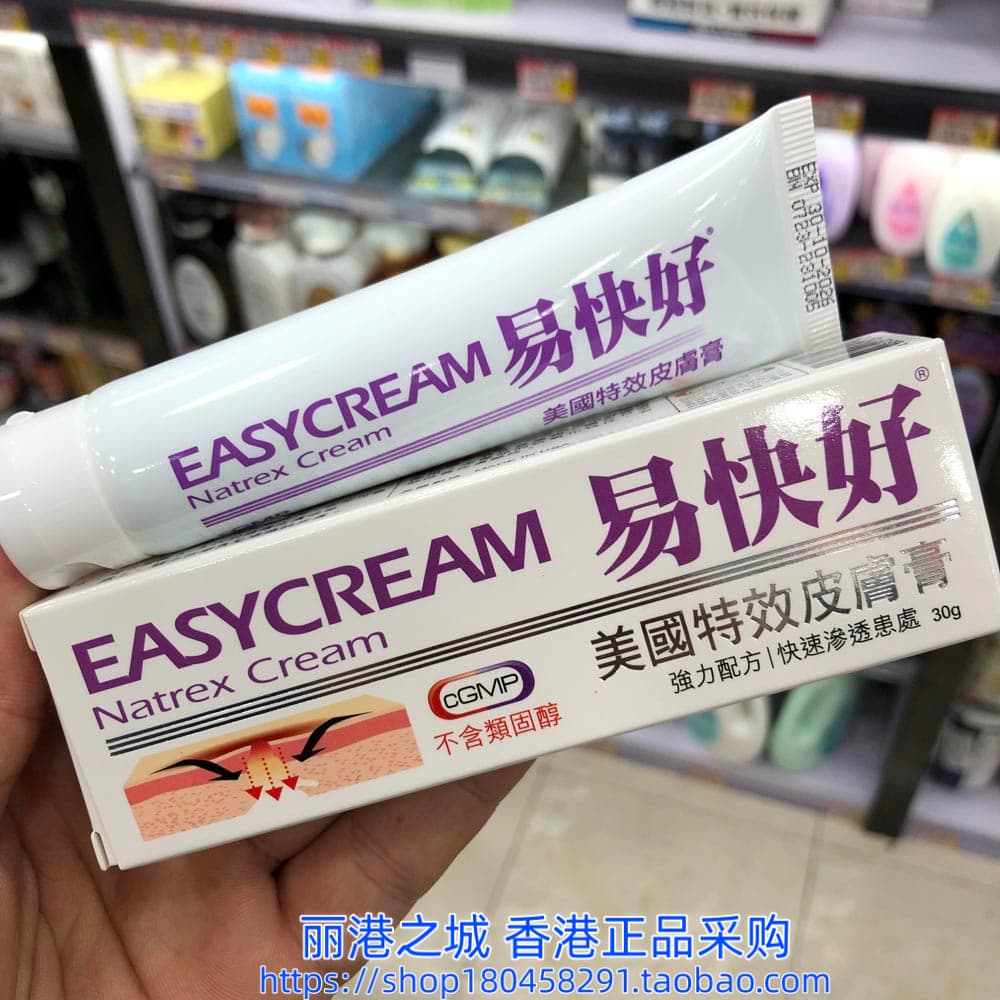 EXP 30-10-2026
BN 0723-231006
EASYCREAM 易快好®
Natrex Cream
美國特效皮膚膏
EASYCREAM 易快好®
Natrex Cream
美國特效皮膚膏
強力配方|快速滲透患處 30g
cGMP
不含類固醇
丽港之城 香港正品采购
https://shop180458291.taobao.com